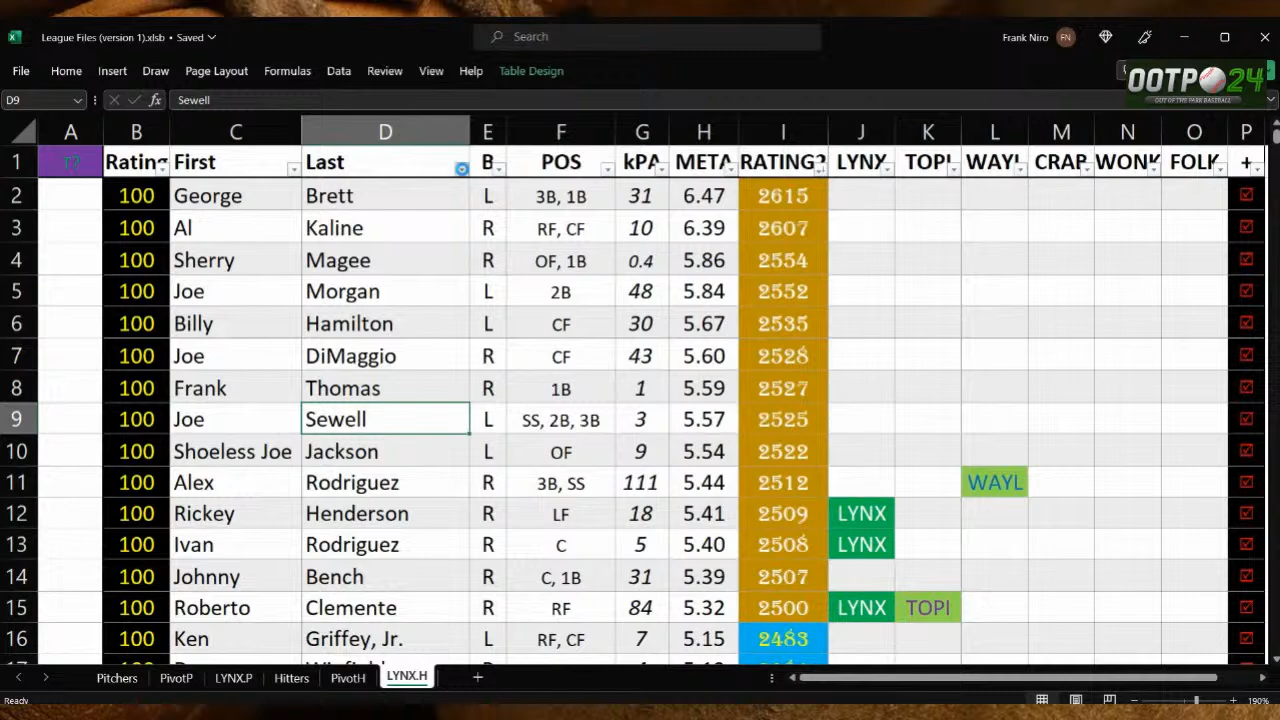 League Files (version 1).xlsb • Saved
Search
Frank Niro FN
File Home Insert Draw Page Layout Formulas Data Review View Help Table Design
OOTP 24
OUT OF THE PARK BASEBALL
D9 fx Sewell
A B C D E F G H I J K L M N O P
1 Rating First Last B POS kPA META RATING? LYNX TOPI WAYL CRAP WONK FOLK +
2 100 George Brett L 3B, 1B 31 6.47 2615
3 100 Al Kaline R RF, CF 10 6.39 2607
4 100 Sherry Magee R OF, 1B 0.4 5.86 2554
5 100 Joe Morgan L 2B 48 5.84 2552
6 100 Billy Hamilton L CF 30 5.67 2535
7 100 Joe DiMaggio R CF 43 5.60 2528
8 100 Frank Thomas R 1B 1 5.59 2527
9 100 Joe Sewell L SS, 2B, 3B 3 5.57 2525
10 100 Shoeless Joe Jackson L OF 9 5.54 2522
11 100 Alex Rodriguez R 3B, SS 111 5.44 2512 WAYL
12 100 Rickey Henderson R LF 18 5.41 2509 LYNX
13 100 Ivan Rodriguez R C 5 5.40 2508 LYNX
14 100 Johnny Bench R C, 1B 31 5.39 2507
15 100 Roberto Clemente R RF 84 5.32 2500 LYNX TOPI
16 100 Ken Griffey, Jr. L RF, CF 7 5.15 2483
Pitchers PivotP LYNX.P Hitters PivotH LYNX.H
Ready 190%